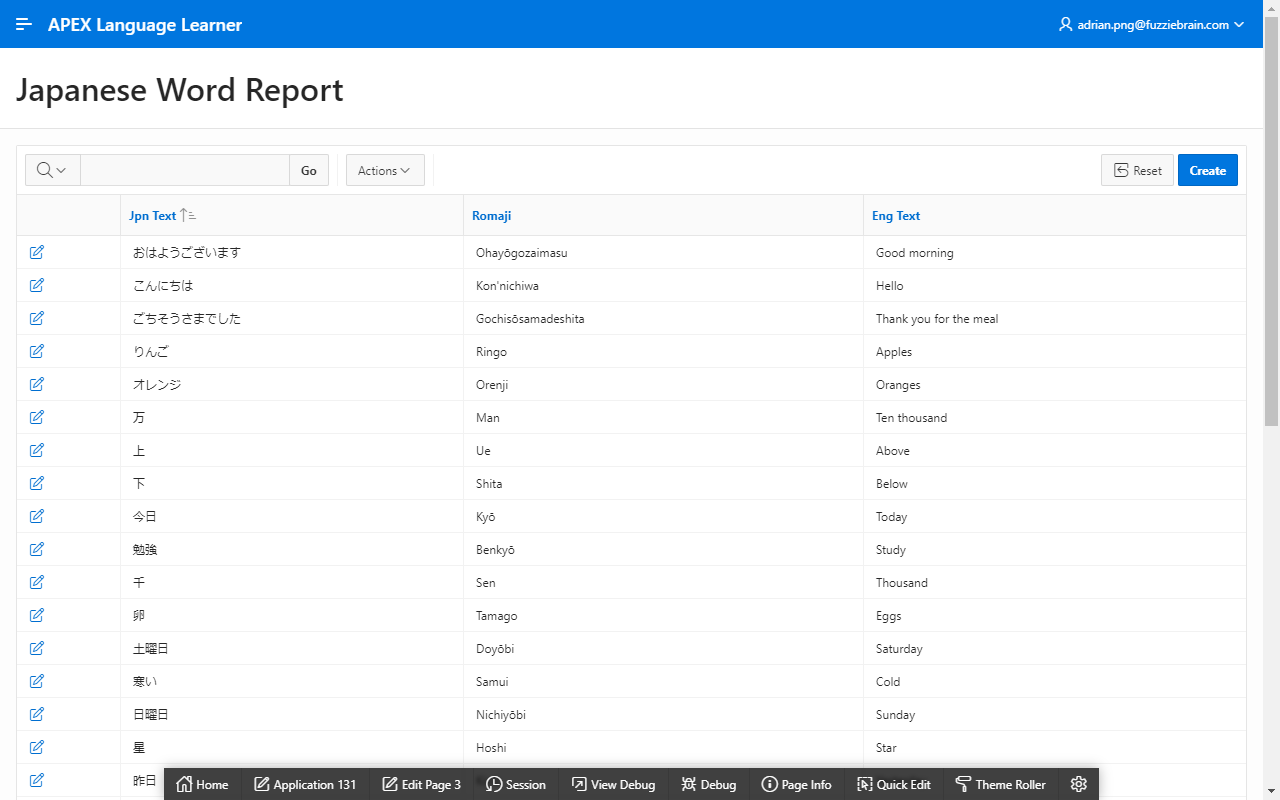 APEX Language Learner adrian.png@fuzziebrain.com
Japanese Word Report
Go Actions Reset Create
Jpn Text Romaji Eng Text
おはようございます Ohayōgozaimasu Good morning
こんにちは Kon'nichiwa Hello
ごちそうさまでした Gochisōsamadeshita Thank you for the meal
りんご Ringo Apples
オレンジ Orenji Oranges
万 Man Ten thousand
上 Ue Above
下 Shita Below
今日 Kyō Today
勉強 Benkyō Study
千 Sen Thousand
卵 Tamago Eggs
土曜日 Doyōbi Saturday
寒い Samui Cold
日曜日 Nichiyōbi Sunday
星 Hoshi Star
昨日
Home Application 131 Edit Page 3 Session View Debug Debug Page Info Quick Edit Theme Roller